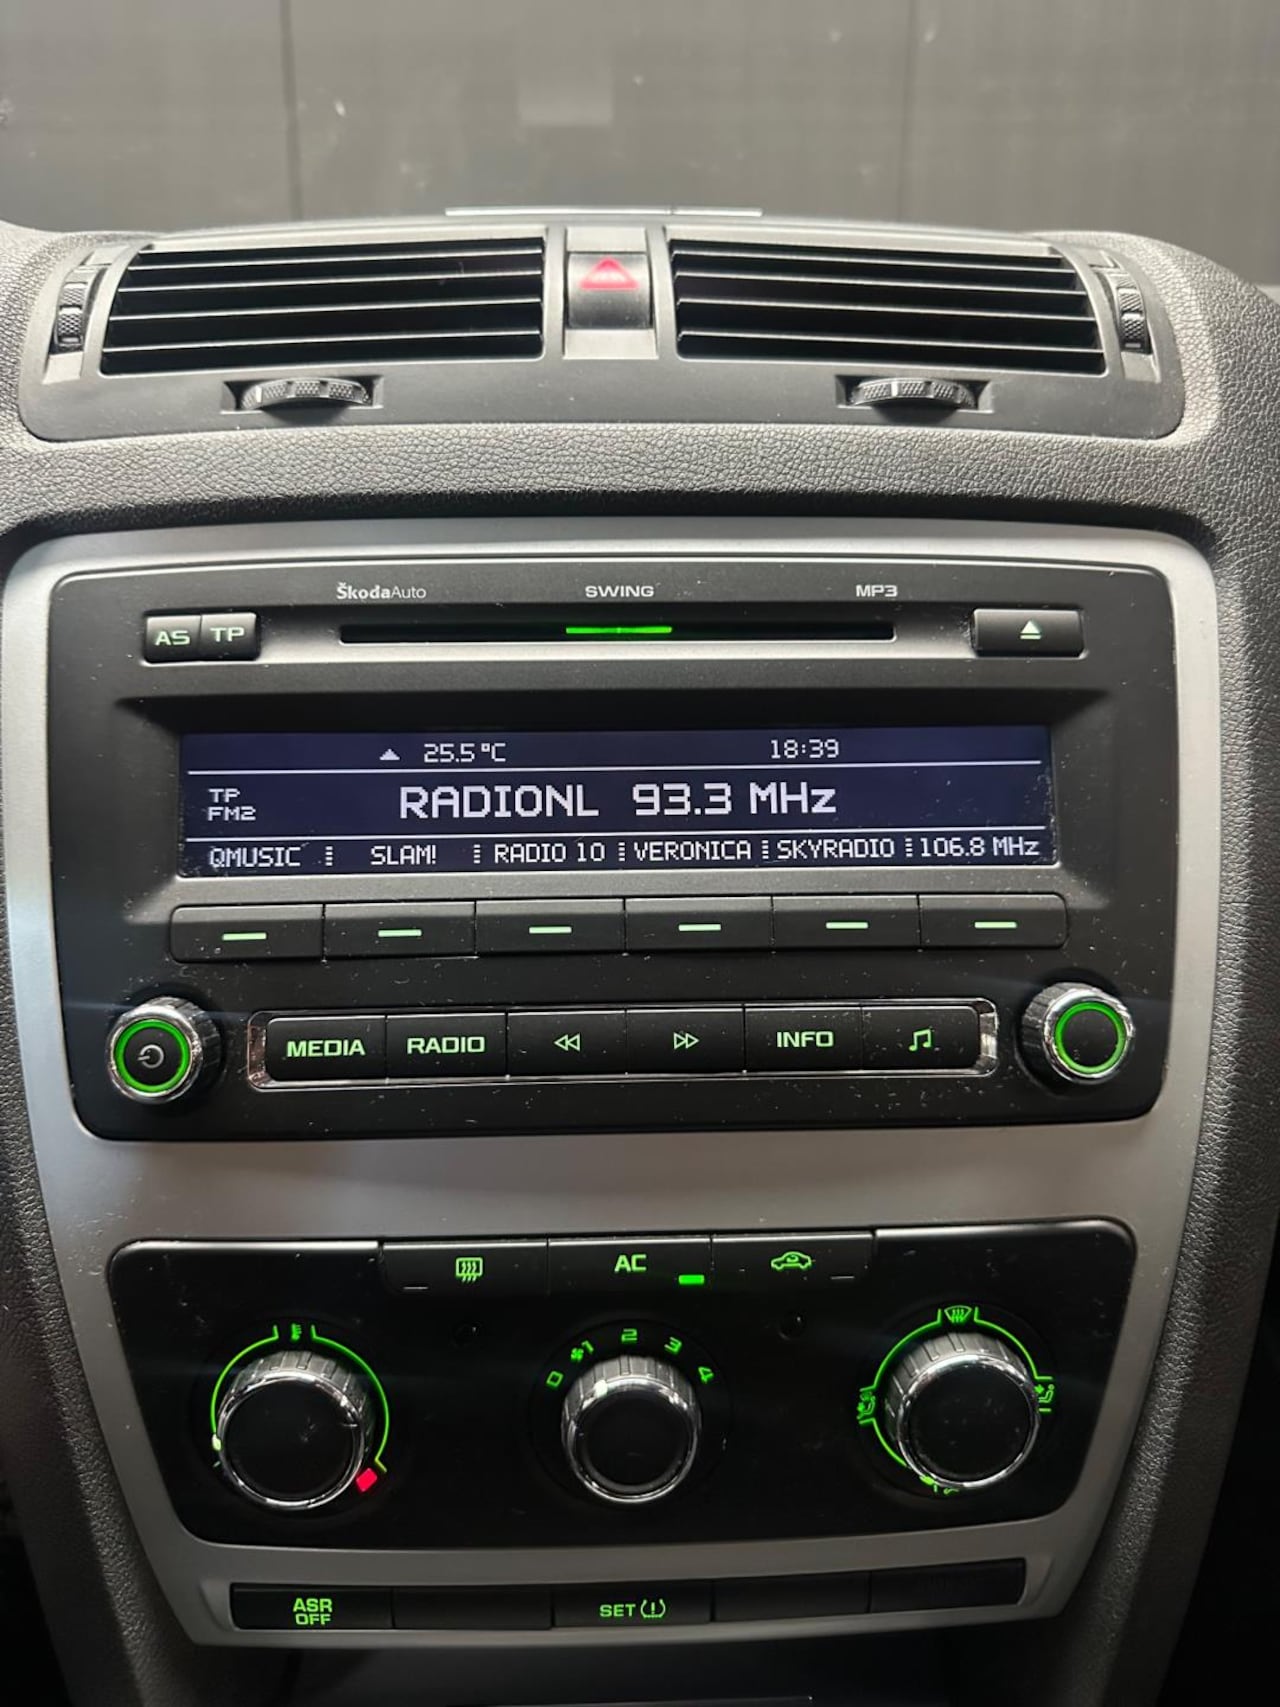 ŠkodaAuto SWING MP3
AS TP
25.5°C 18:39
TP
FM2
RADIONL 93.3 MHz
QMUSIC SLAM! RADIO 10 VERONICA SKYRADIO 106.8 MHz
MEDIA RADIO INFO
AC
0 1 2 3 4
ASR
OFF
SET